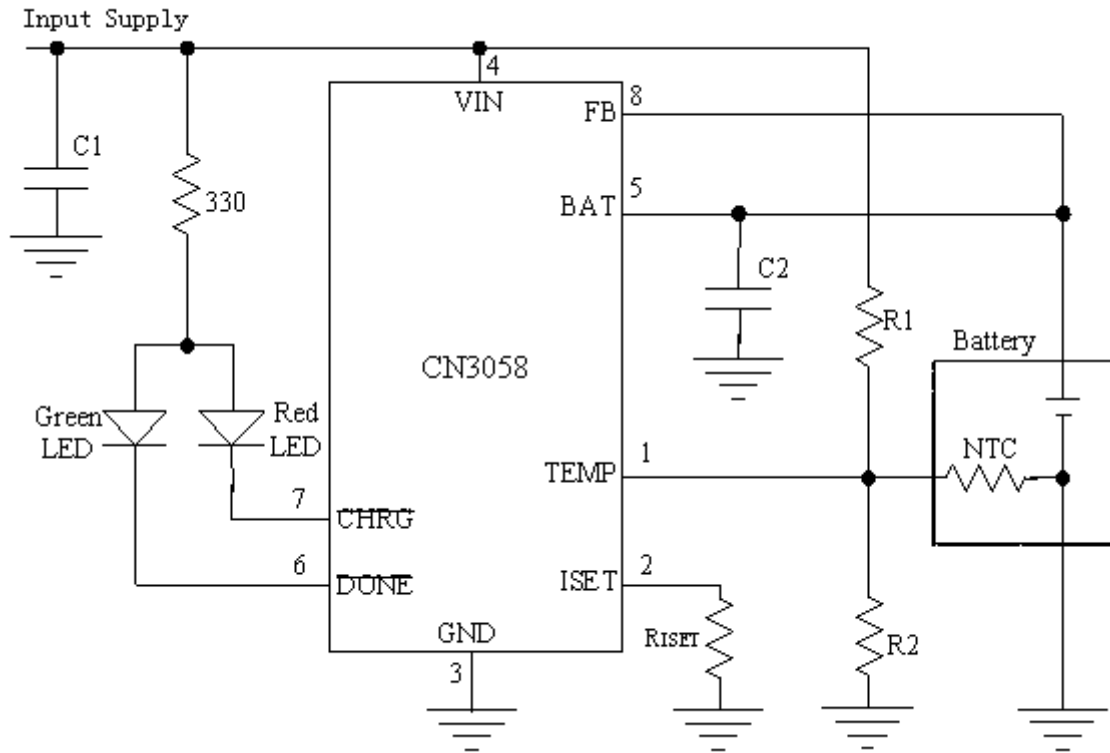 Input Supply
4
VIN
8
FB
C1
330
5
BAT
C2
R1
CN3058
Battery
Green
LED
Red
LED
NTC
1
TEMP
7
CHRG
6
DONE
2
ISET
RISET
R2
GND
3